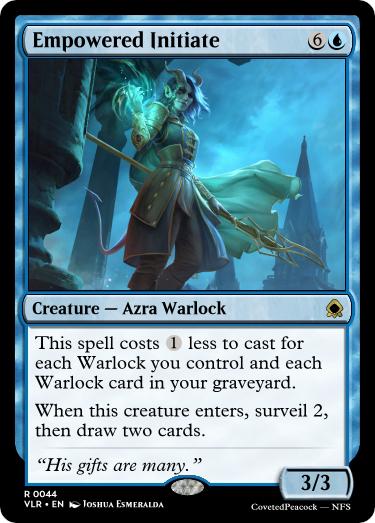 Empowered Initiate 6
Creature — Azra Warlock
This spell costs 1 less to cast for
each Warlock you control and each
Warlock card in your graveyard.
When this creature enters, surveil 2,
then draw two cards.
“His gifts are many.”
3/3
R 0044
VLR • EN Joshua Esmeralda
CovetedPeacock — NFS